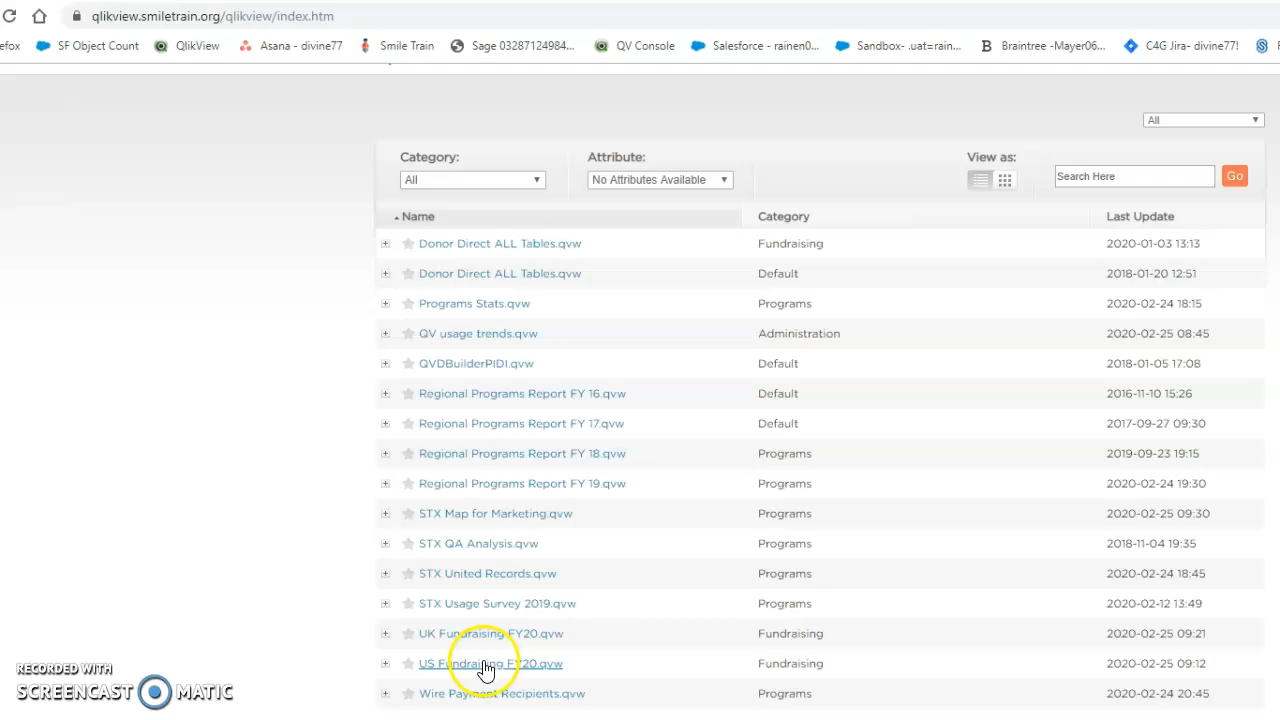 qlikview.smiletrain.org/qlikview/index.htm
efox SF Object Count QlikView Asana - divine77 Smile Train Sage 03287124984... QV Console Salesforce - rainen0... Sandbox- .uat=rain... Braintree -Mayer06... C4G Jira- divine77!
All
Category: Attribute: View as:
All No Attributes Available Search Here Go
Name Category Last Update
Donor Direct ALL Tables.qvw Fundraising 2020-01-03 13:13
Donor Direct ALL Tables.qvw Default 2018-01-20 12:51
Programs Stats.qvw Programs 2020-02-24 18:15
QV usage trends.qvw Administration 2020-02-25 08:45
QVDBuilderPIDI.qvw Default 2018-01-05 17:08
Regional Programs Report FY 16.qvw Default 2016-11-10 15:26
Regional Programs Report FY 17.qvw Default 2017-09-27 09:30
Regional Programs Report FY 18.qvw Programs 2019-09-23 19:15
Regional Programs Report FY 19.qvw Programs 2020-02-24 19:30
STX Map for Marketing.qvw Programs 2020-02-25 09:30
STX QA Analysis.qvw Programs 2018-11-04 19:35
STX United Records.qvw Programs 2020-02-24 18:45
STX Usage Survey 2019.qvw Programs 2020-02-12 13:49
UK Fundraising FY20.qvw Fundraising 2020-02-25 09:21
US Fundraising FY20.qvw Fundraising 2020-02-25 09:12
Wire Payment Recipients.qvw Programs 2020-02-24 20:45
RECORDED WITH
SCREENCAST MATIC